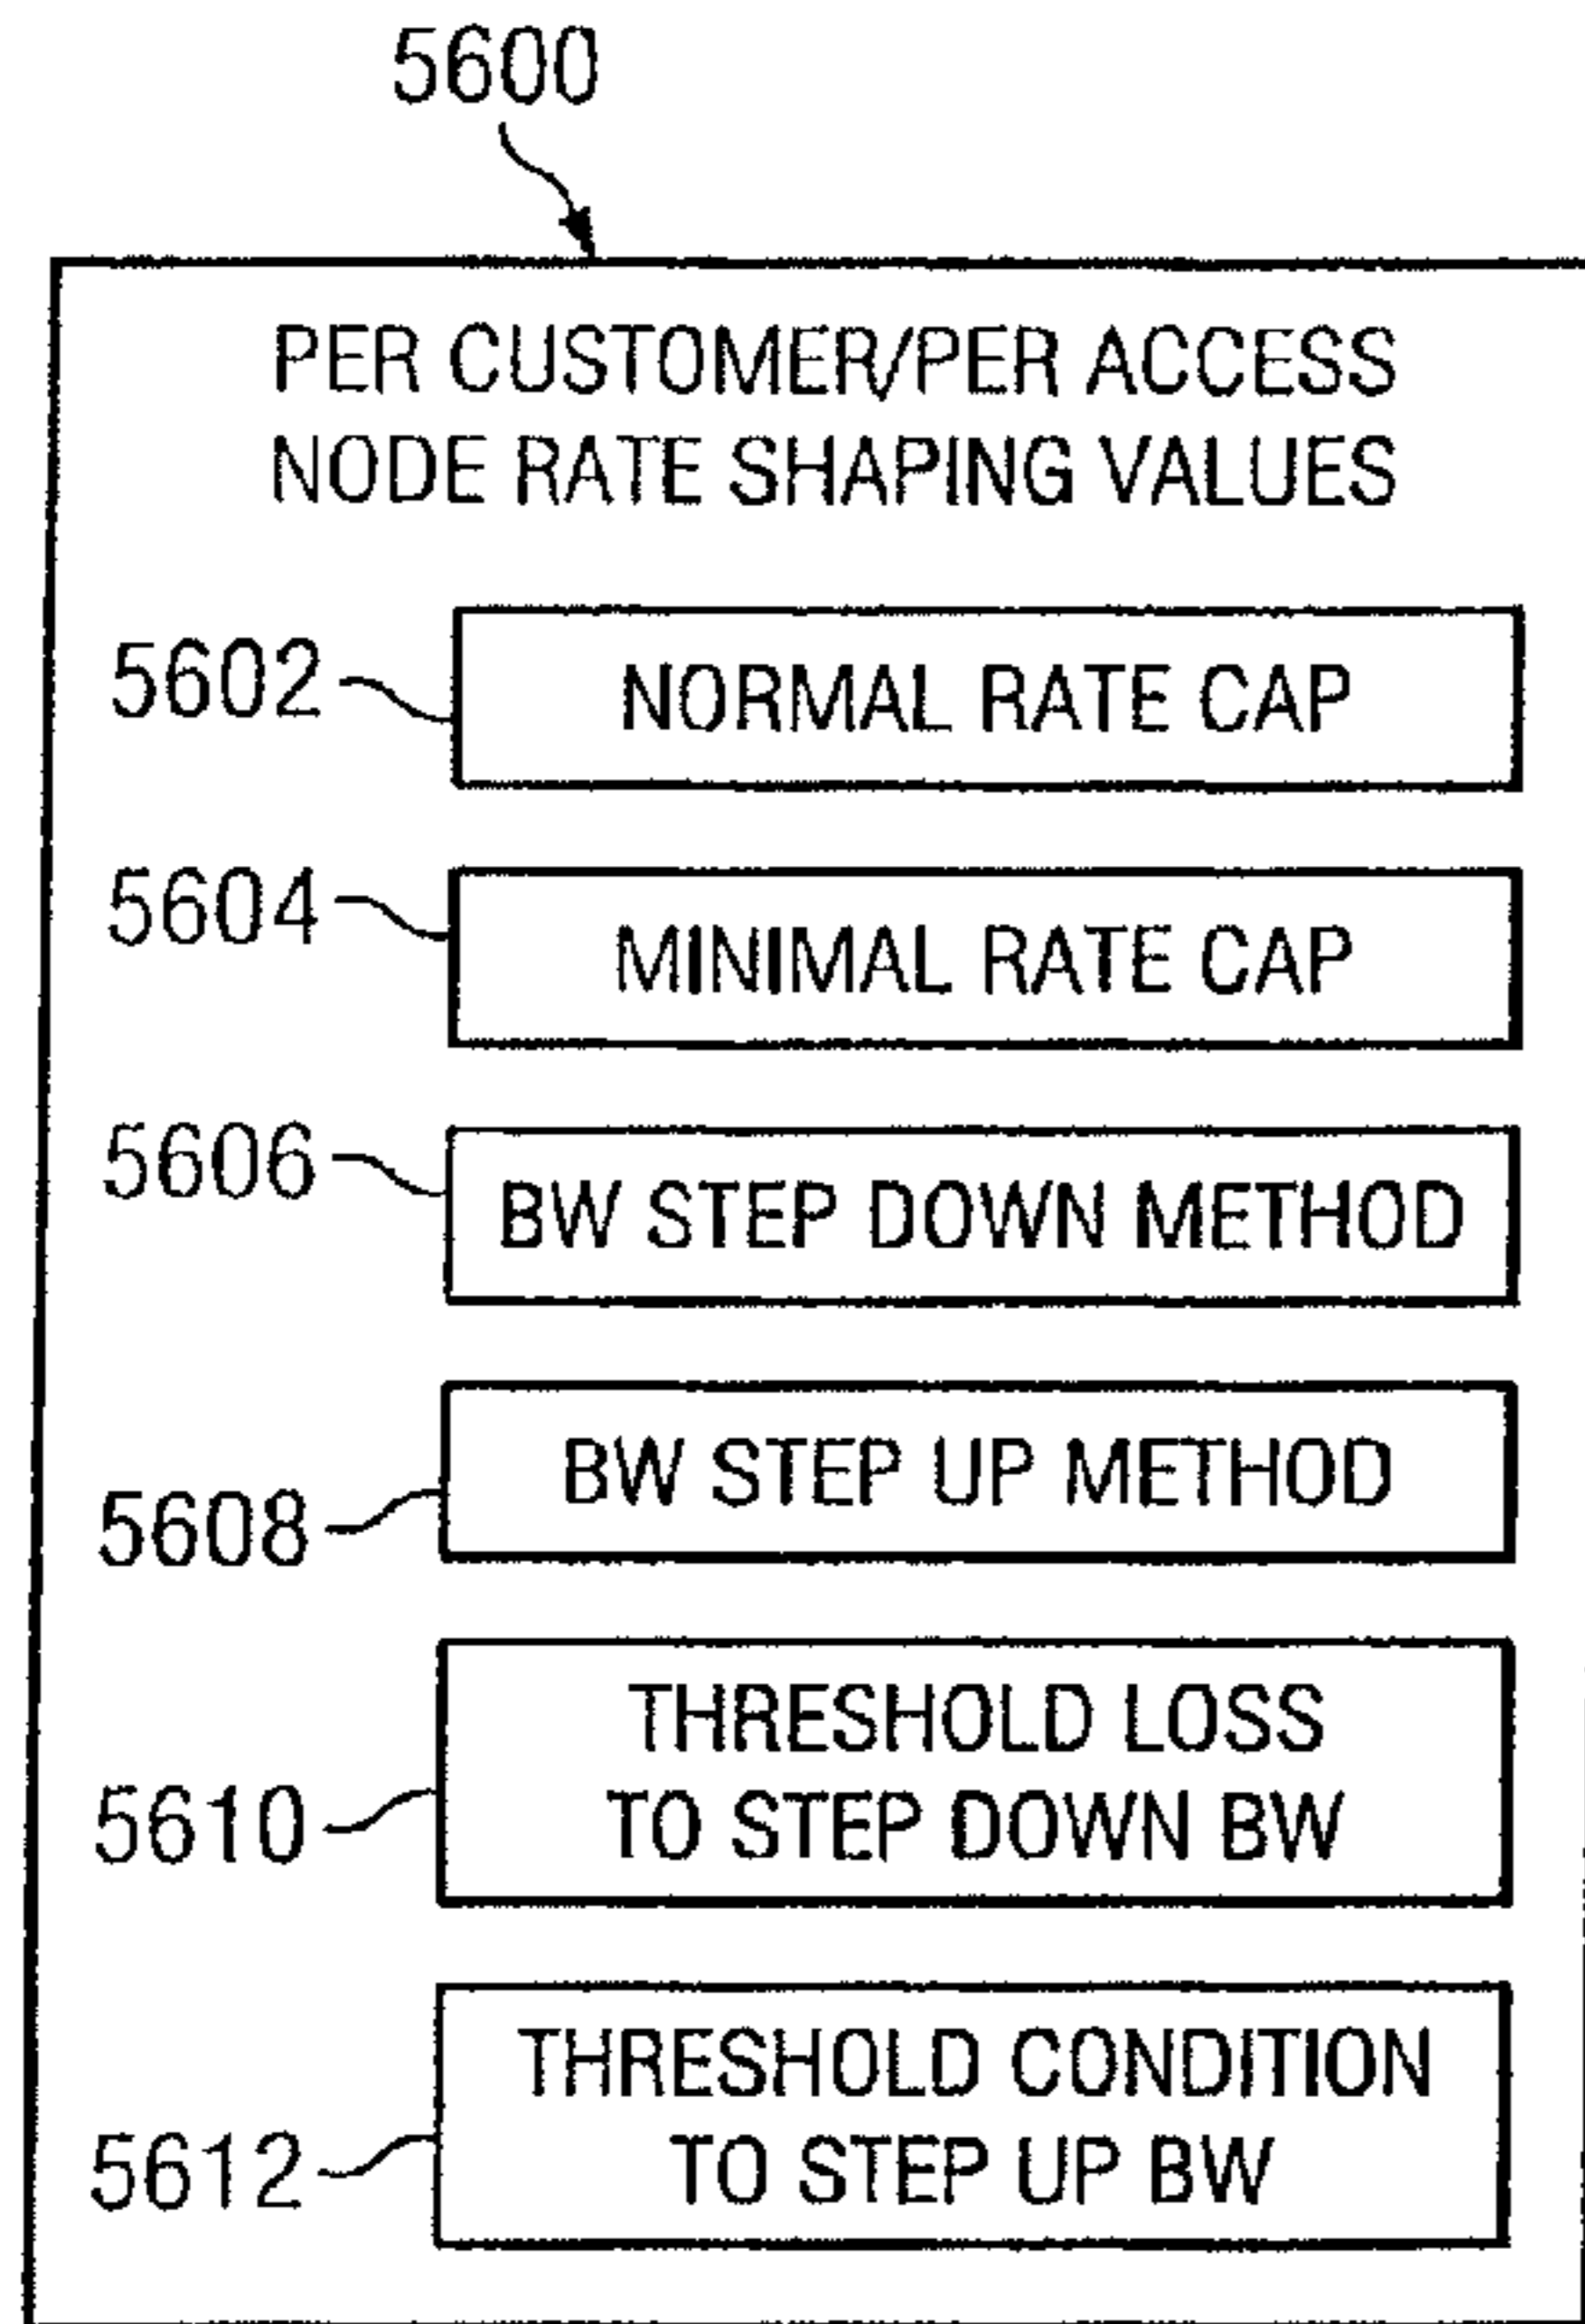 5600
PER CUSTOMER/PER ACCESS
NODE RATE SHAPING VALUES
5602
NORMAL RATE CAP
5604
MINIMAL RATE CAP
5606
BW STEP DOWN METHOD
BW STEP UP METHOD
5608
THRESHOLD LOSS
TO STEP DOWN BW
5610
THRESHOLD CONDITION
TO STEP UP BW
5612